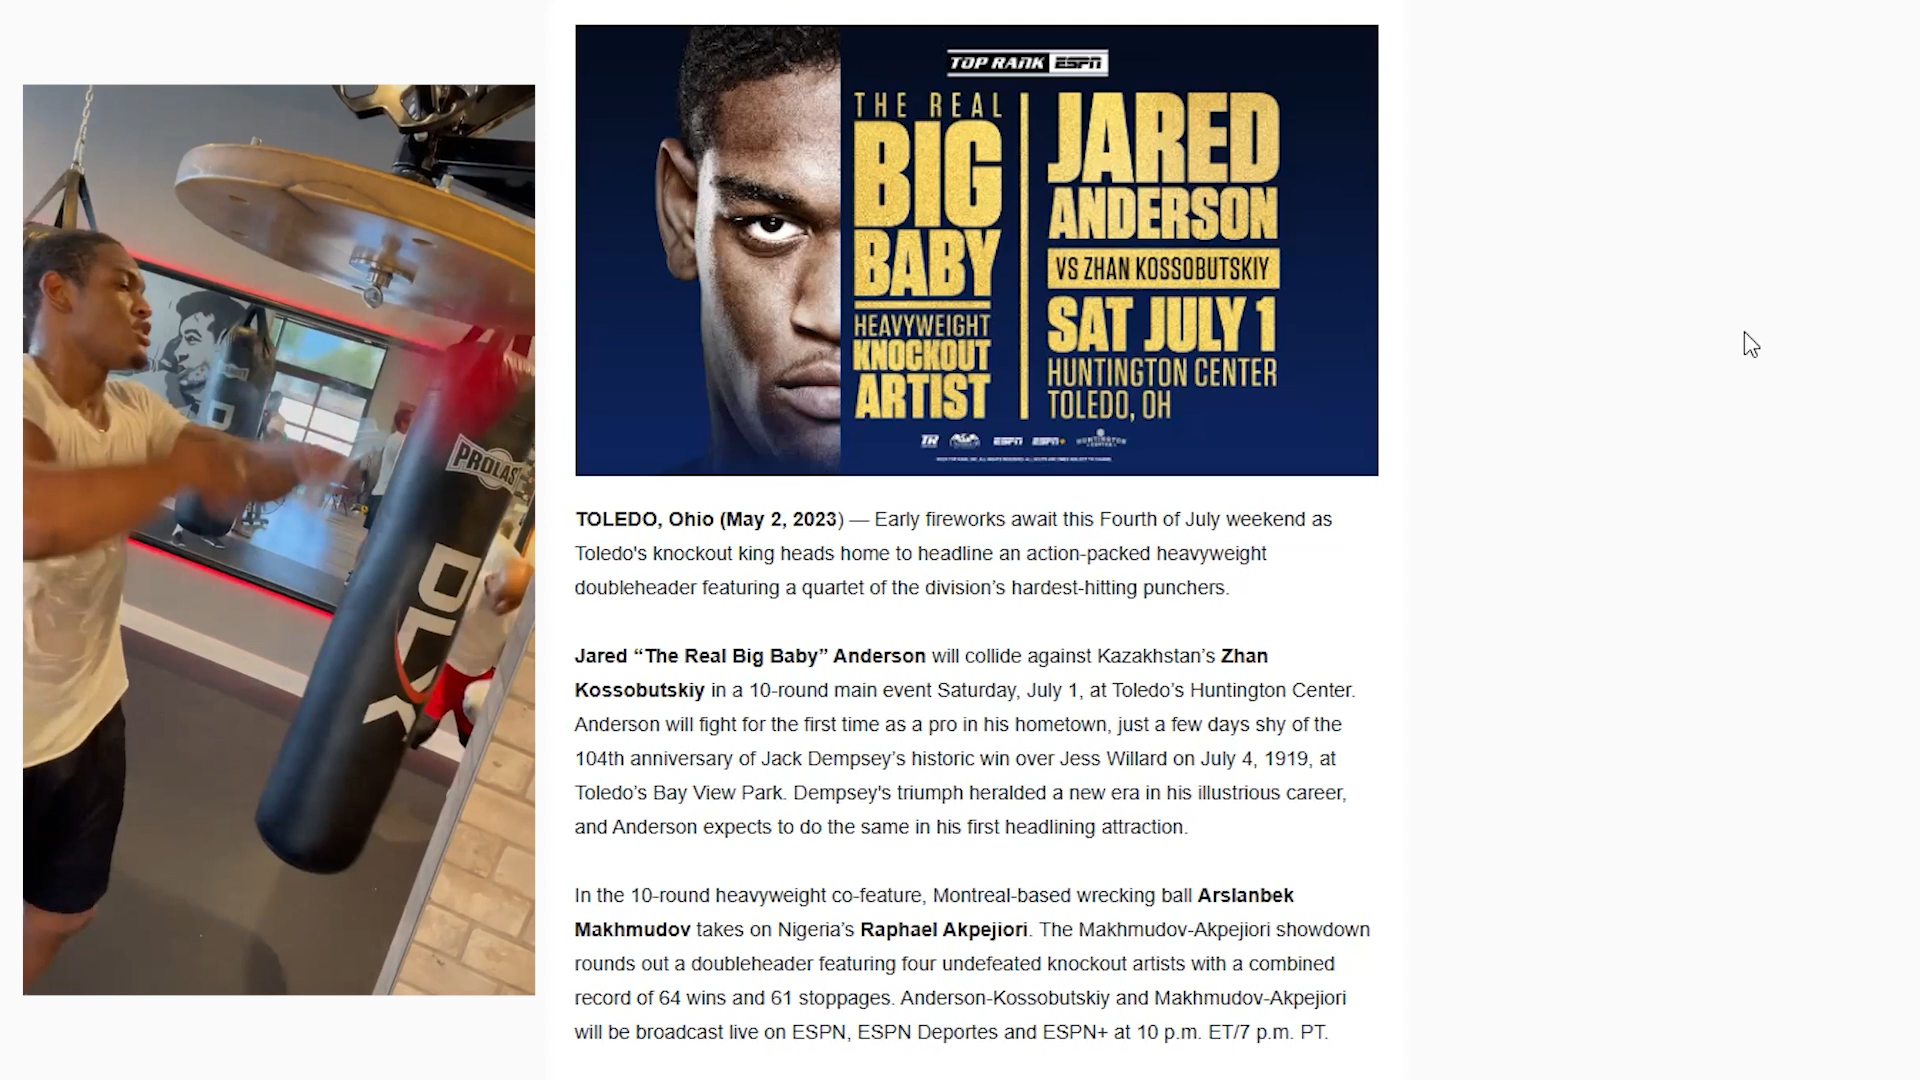 PROLAST
DLX
TOP RANK ESPN
THE REAL
BIG
BABY
HEAVYWEIGHT
KNOCKOUT
ARTIST
JARED
ANDERSON
VS ZHAN KOSSOBUTSKIY
SAT JULY 1
HUNTINGTON CENTER
TOLEDO, OH
TR ESPN ESPN+ HUNTINGTON CENTER
TOLEDO, Ohio (May 2, 2023) — Early fireworks await this Fourth of July weekend as
Toledo's knockout king heads home to headline an action-packed heavyweight
doubleheader featuring a quartet of the division’s hardest-hitting punchers.
Jared “The Real Big Baby” Anderson will collide against Kazakhstan’s Zhan
Kossobutskiy in a 10-round main event Saturday, July 1, at Toledo’s Huntington Center.
Anderson will fight for the first time as a pro in his hometown, just a few days shy of the
104th anniversary of Jack Dempsey’s historic win over Jess Willard on July 4, 1919, at
Toledo’s Bay View Park. Dempsey's triumph heralded a new era in his illustrious career,
and Anderson expects to do the same in his first headlining attraction.
In the 10-round heavyweight co-feature, Montreal-based wrecking ball Arslanbek
Makhmudov takes on Nigeria’s Raphael Akpejiori. The Makhmudov-Akpejiori showdown
rounds out a doubleheader featuring four undefeated knockout artists with a combined
record of 64 wins and 61 stoppages. Anderson-Kossobutskiy and Makhmudov-Akpejiori
will be broadcast live on ESPN, ESPN Deportes and ESPN+ at 10 p.m. ET/7 p.m. PT.